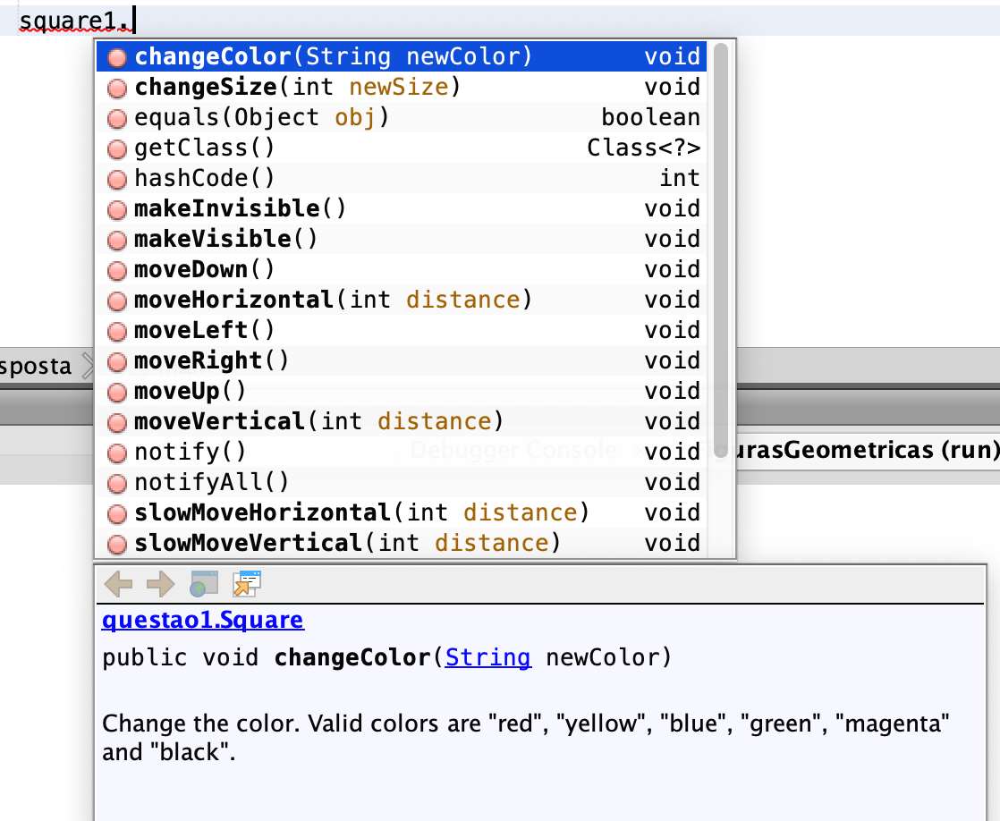 square1.
changeColor(String newColor) void
changeSize(int newSize) void
equals(Object obj) boolean
getClass() Class<?>
hashCode() int
makeInvisible() void
makeVisible() void
moveDown() void
moveHorizontal(int distance) void
moveLeft() void
moveRight() void
moveUp() void
moveVertical(int distance) void
notify() void
notifyAll() void
slowMoveHorizontal(int distance) void
slowMoveVertical(int distance) void
sposta
Debugger Console
urasGeometricas (run)
questao1.Square
public void changeColor(String newColor)
Change the color. Valid colors are "red", "yellow", "blue", "green", "magenta"
and "black".